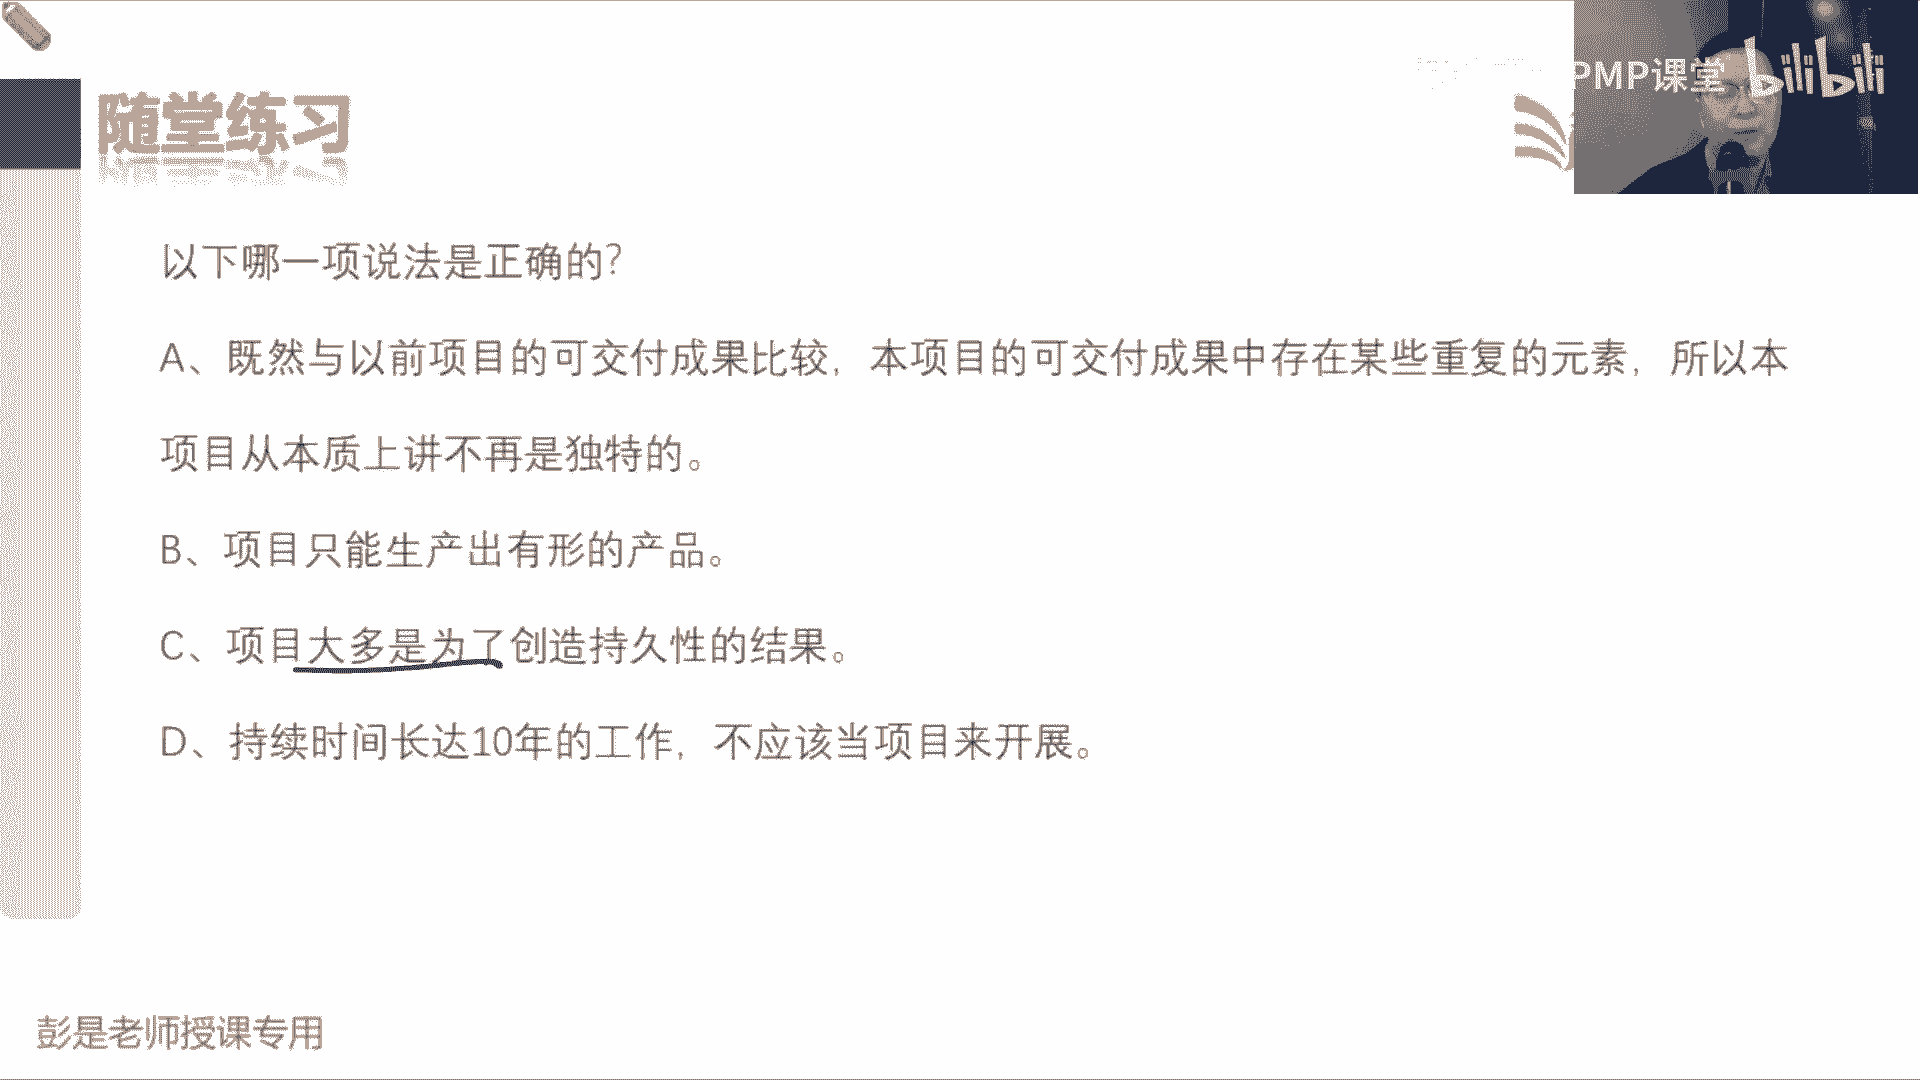 PMP课堂 bilibili
随堂练习
以下哪一项说法是正确的？
A、既然与以前项目的可交付成果比较，本项目的可交付成果中存在某些重复的元素，所以本
项目从本质上讲不再是独特的。
B、项目只能生产出有形的产品。
C、项目大多是为了创造持久性的结果。
D、持续时间长达10年的工作，不应该当项目来开展。
彭是老师授课专用